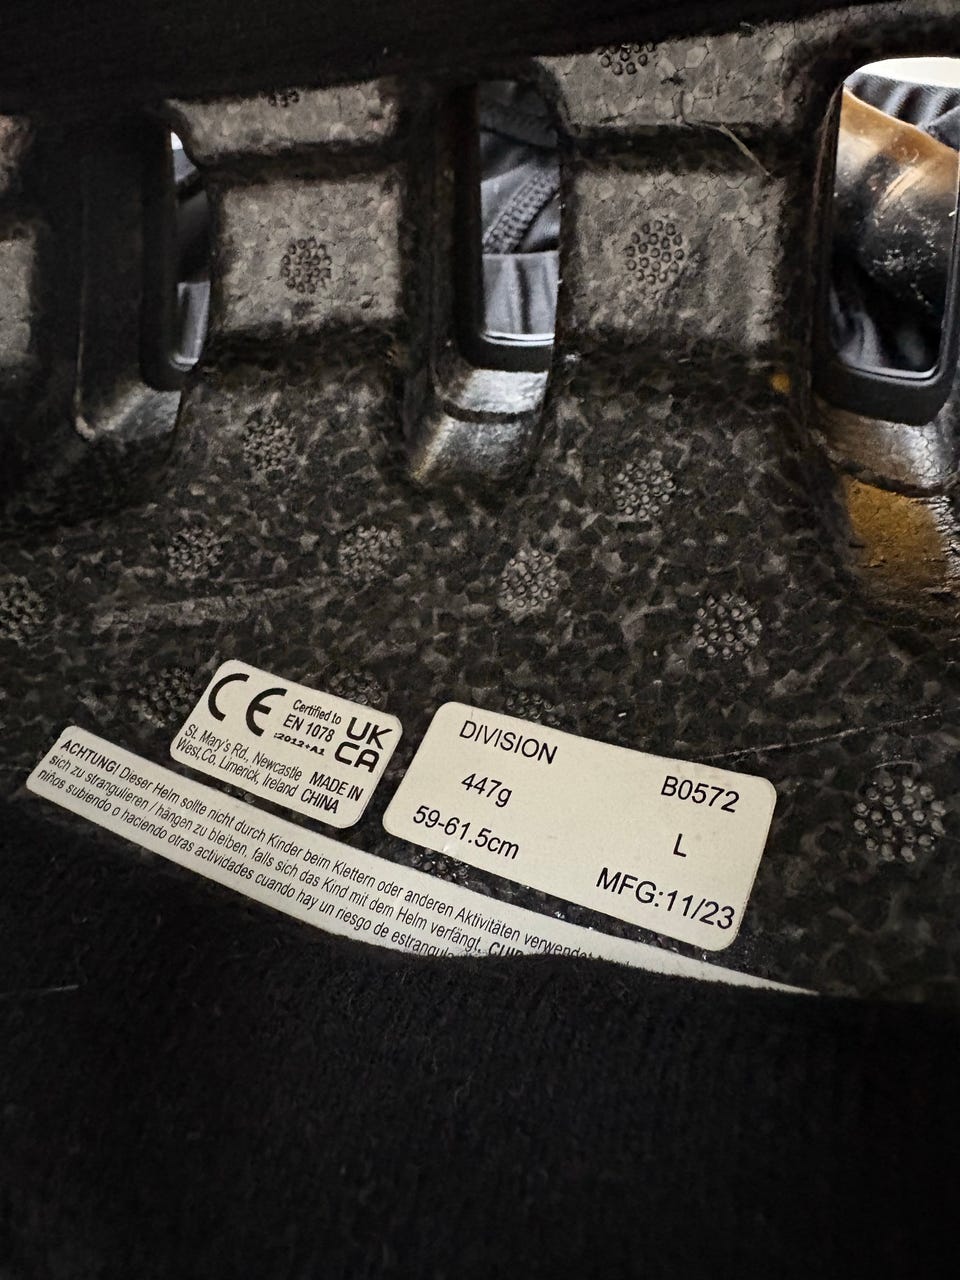 CE
Certified to
EN 1078
:2012+A1
UK
CA
St. Mary's Rd., Newcastle
West, Co. Limerick, Ireland
MADE IN
CHINA
DIVISION
B0572
447g
L
59-61.5cm
MFG:11/23
ACHTUNG! Dieser Helm sollte nicht durch Kinder beim Klettern oder anderen Aktivitäten
sich zu strangulieren / hängen zu bleiben, falls sich das Kind mit dem Helm verfängt.
niños subiendo o haciendo otras actividades cuando hay un riesgo de